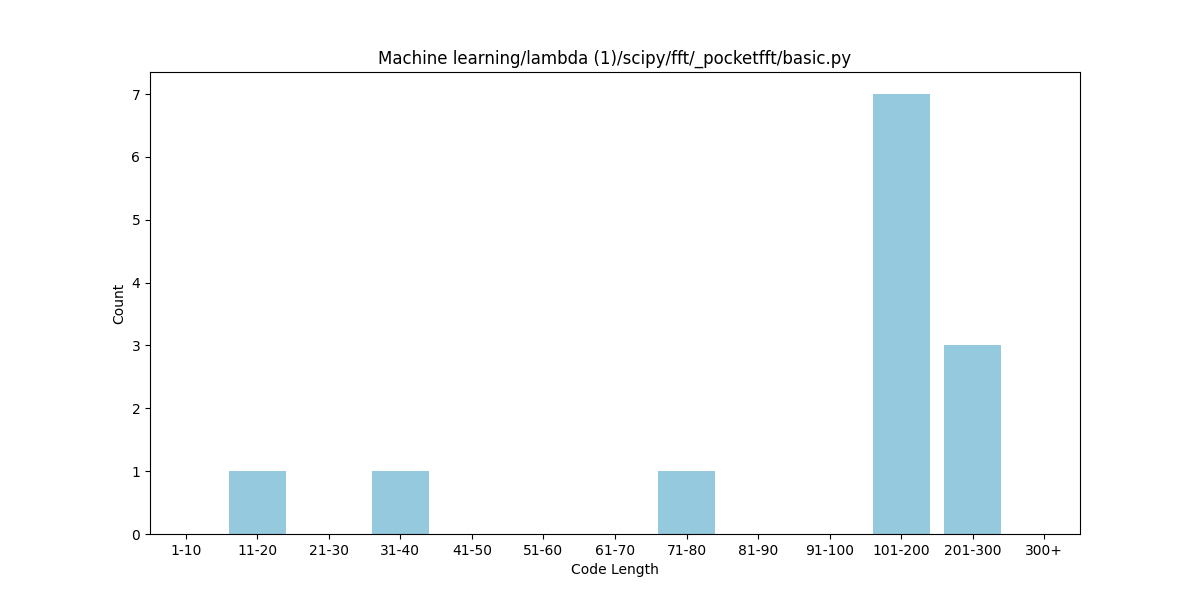 Machine learning/lambda (1)/scipy/fft/_pocketfft/basic.py
7
6
5
4
3
2
1
0
Count
1-10 11-20 21-30 31-40 41-50 51-60 61-70 71-80 81-90 91-100 101-200 201-300 300+
Code Length